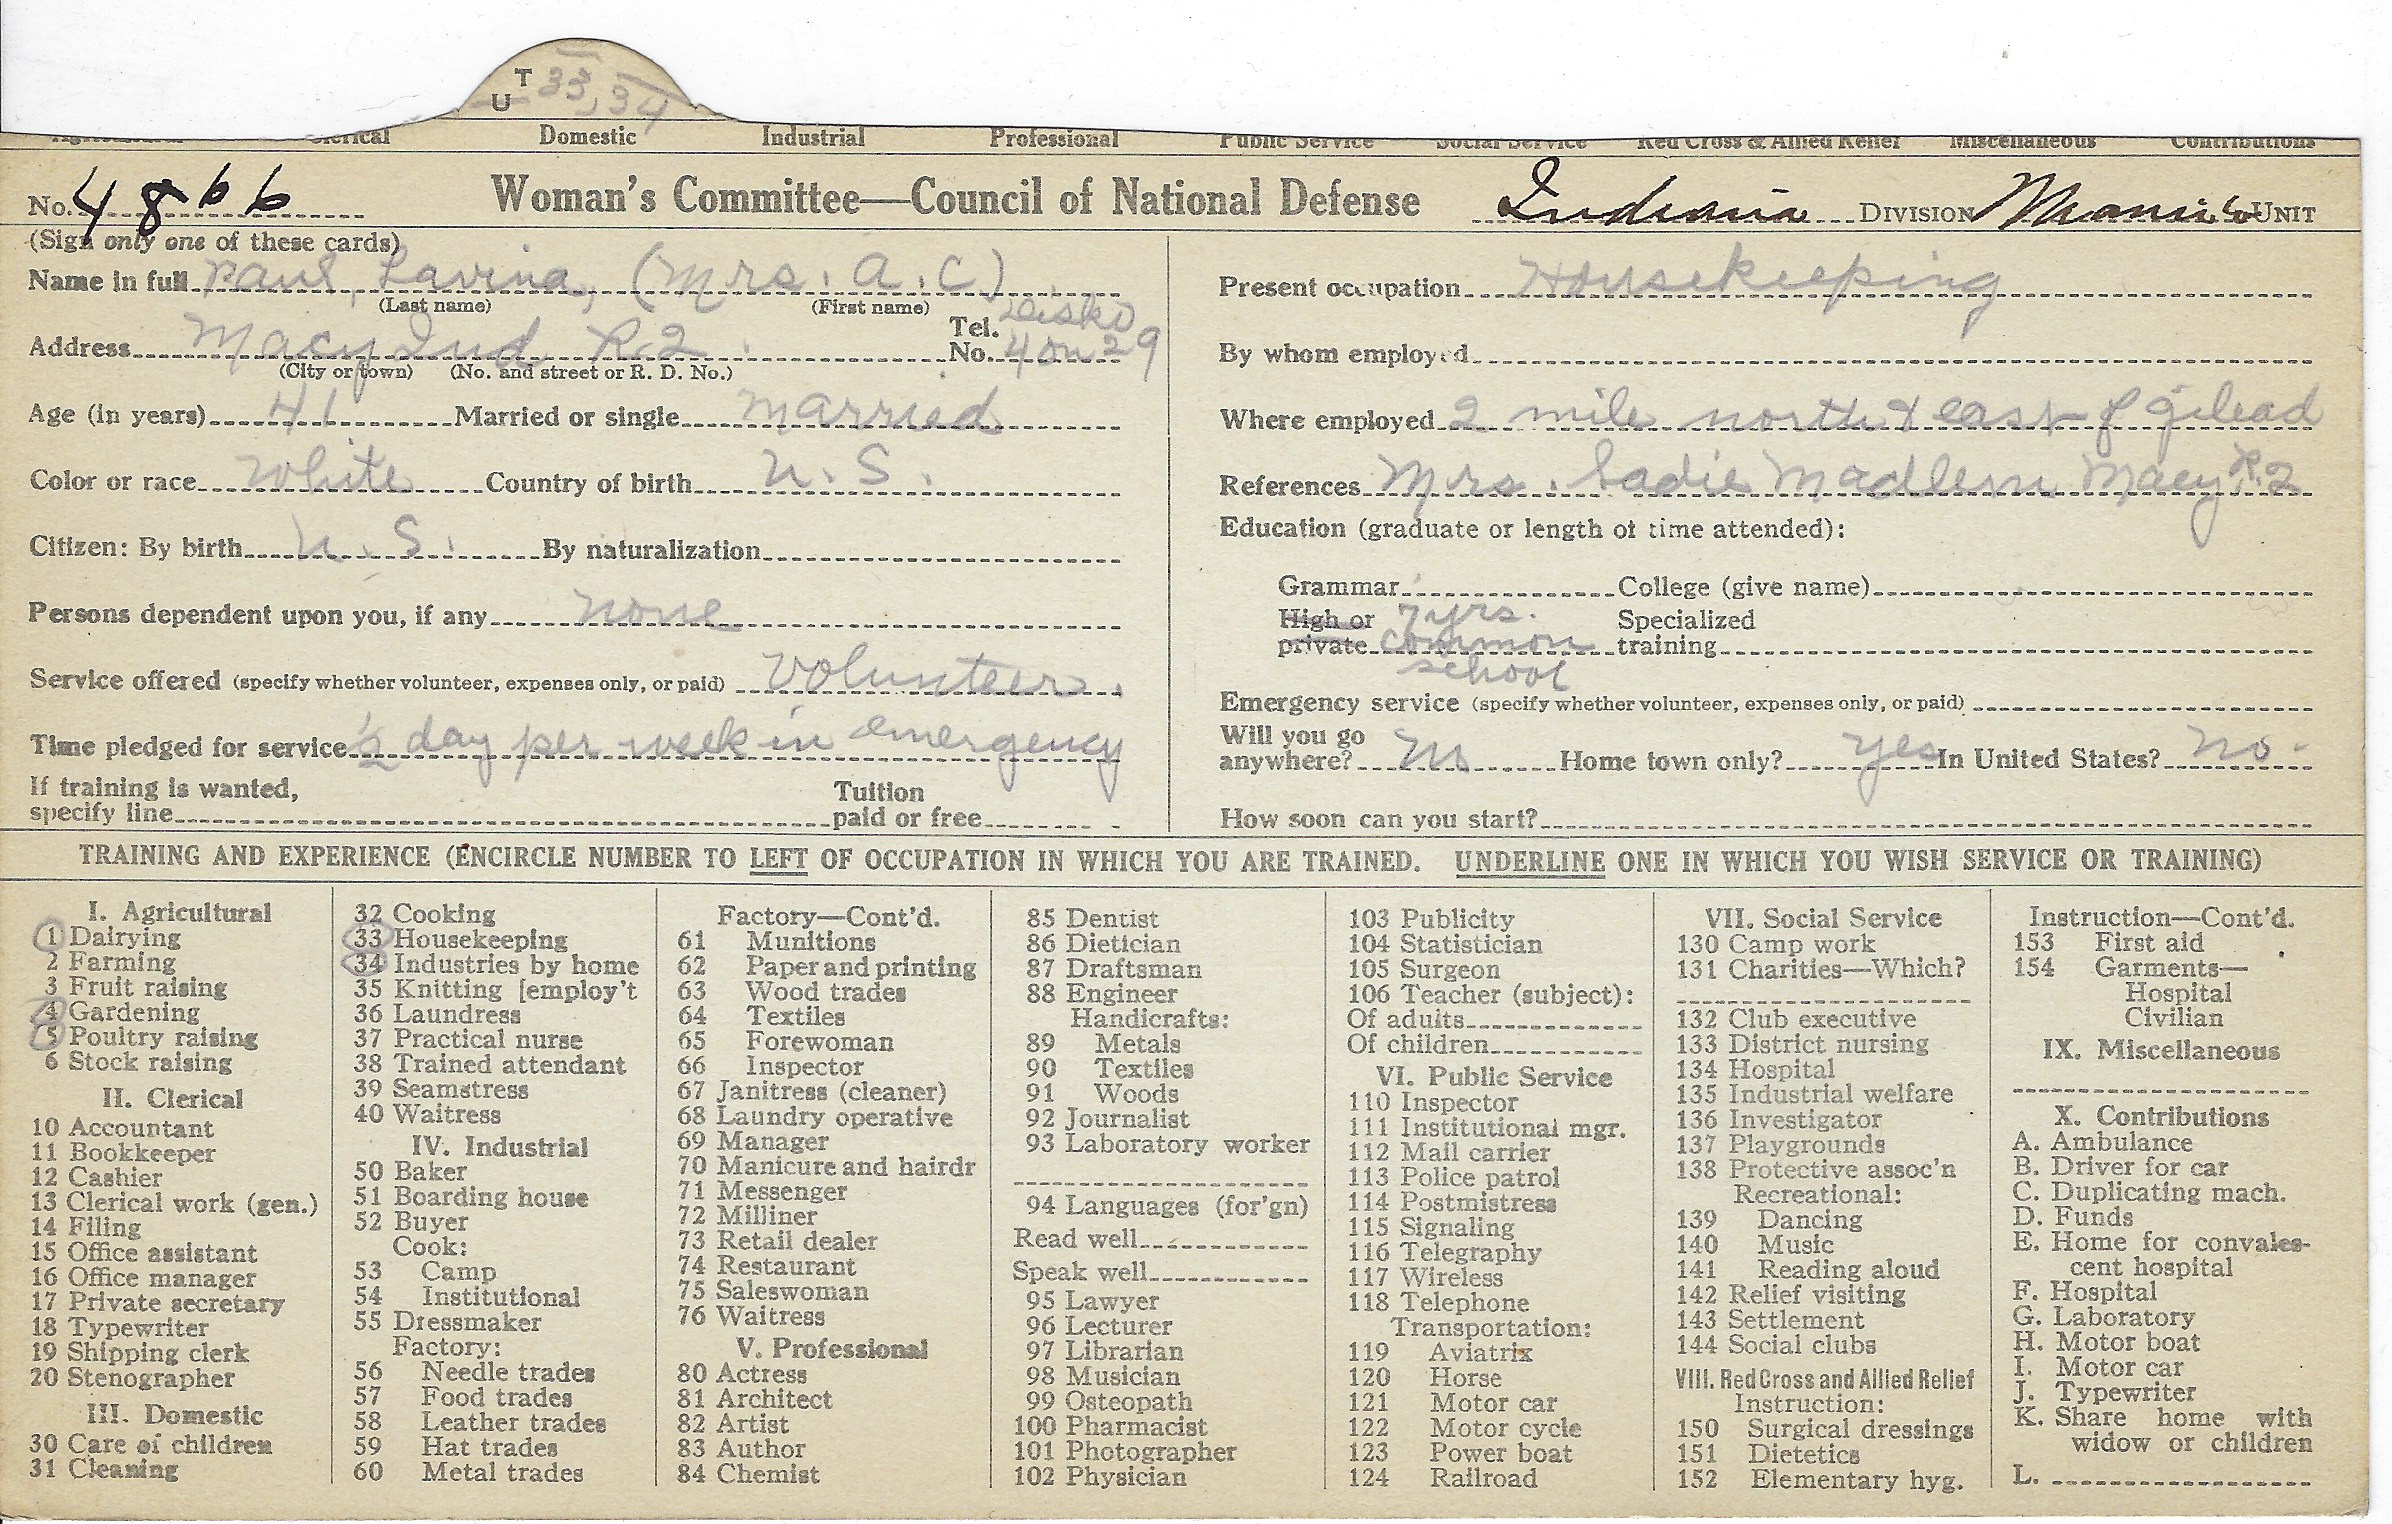 T 33, 34
U
Agricultural Clerical Domestic Industrial Professional Public Service Social Service Red Cross & Allied Relief Miscellaneous Contributions
No. 4866 Woman's Committee—Council of National Defense Indiana DIVISION UNIT
(Sign only one of these cards)
Name in full Paul, Lavina, (Mrs. A. C)
(Last name) (First name)
Address Macy Ind R. 2. Tel. No. Disko 4 on 29
(City or town) (No. and street or R. D. No.)
Age (in years) 41 Married or single married
Color or race White Country of birth U. S.
Citizen: By birth U. S. By naturalization
Persons dependent upon you, if any none
Service offered (specify whether volunteer, expenses only, or paid) Volunteer.
Time pledged for service ½ day per week in emergency
If training is wanted, Tuition
specify line paid or free
Present occupation Housekeeping
By whom employed
Where employed 2 mile north & east of Gilead
References Mrs. Sadie Madlem Macy R. 2
Education (graduate or length of time attended):
Grammar College (give name)
High or 7 yrs. Specialized
private common training
school
Emergency service (specify whether volunteer, expenses only, or paid)
Will you go
anywhere? no Home town only? yes In United States? no.
How soon can you start?
TRAINING AND EXPERIENCE (ENCIRCLE NUMBER TO LEFT OF OCCUPATION IN WHICH YOU ARE TRAINED. UNDERLINE ONE IN WHICH YOU WISH SERVICE OR TRAINING)
I. Agricultural
1 Dairying
2 Farming
3 Fruit raising
4 Gardening
5 Poultry raising
6 Stock raising
II. Clerical
10 Accountant
11 Bookkeeper
12 Cashier
13 Clerical work (gen.)
14 Filing
15 Office assistant
16 Office manager
17 Private secretary
18 Typewriter
19 Shipping clerk
20 Stenographer
III. Domestic
30 Care of children
31 Cleaning
32 Cooking
33 Housekeeping
34 Industries by home
35 Knitting [employ't
36 Laundress
37 Practical nurse
38 Trained attendant
39 Seamstress
40 Waitress
IV. Industrial
50 Baker
51 Boarding house
52 Buyer
Cook:
53 Camp
54 Institutional
55 Dressmaker
Factory:
56 Needle trades
57 Food trades
58 Leather trades
59 Hat trades
60 Metal trades
Factory—Cont'd.
61 Munitions
62 Paper and printing
63 Wood trades
64 Textiles
65 Forewoman
66 Inspector
67 Janitress (cleaner)
68 Laundry operative
69 Manager
70 Manicure and hairdr
71 Messenger
72 Milliner
73 Retail dealer
74 Restaurant
75 Saleswoman
76 Waitress
V. Professional
80 Actress
81 Architect
82 Artist
83 Author
84 Chemist
85 Dentist
86 Dietician
87 Draftsman
88 Engineer
Handicrafts:
89 Metals
90 Textiles
91 Woods
92 Journalist
93 Laboratory worker
94 Languages (for'gn)
Read well
Speak well
95 Lawyer
96 Lecturer
97 Librarian
98 Musician
99 Osteopath
100 Pharmacist
101 Photographer
102 Physician
103 Publicity
104 Statistician
105 Surgeon
106 Teacher (subject):
Of adults
Of children
VI. Public Service
110 Inspector
111 Institutional mgr.
112 Mail carrier
113 Police patrol
114 Postmistress
115 Signaling
116 Telegraphy
117 Wireless
118 Telephone
Transportation:
119 Aviatrix
120 Horse
121 Motor car
122 Motor cycle
123 Power boat
124 Railroad
VII. Social Service
130 Camp work
131 Charities—Which?
132 Club executive
133 District nursing
134 Hospital
135 Industrial welfare
136 Investigator
137 Playgrounds
138 Protective assoc'n
Recreational:
139 Dancing
140 Music
141 Reading aloud
142 Relief visiting
143 Settlement
144 Social clubs
VIII. Red Cross and Allied Relief
Instruction:
150 Surgical dressings
151 Dietetics
152 Elementary hyg.
Instruction—Cont'd.
153 First aid
154 Garments—
Hospital
Civilian
IX. Miscellaneous
X. Contributions
A. Ambulance
B. Driver for car
C. Duplicating mach.
D. Funds
E. Home for convales-
cent hospital
F. Hospital
G. Laboratory
H. Motor boat
I. Motor car
J. Typewriter
K. Share home with
widow or children
L.